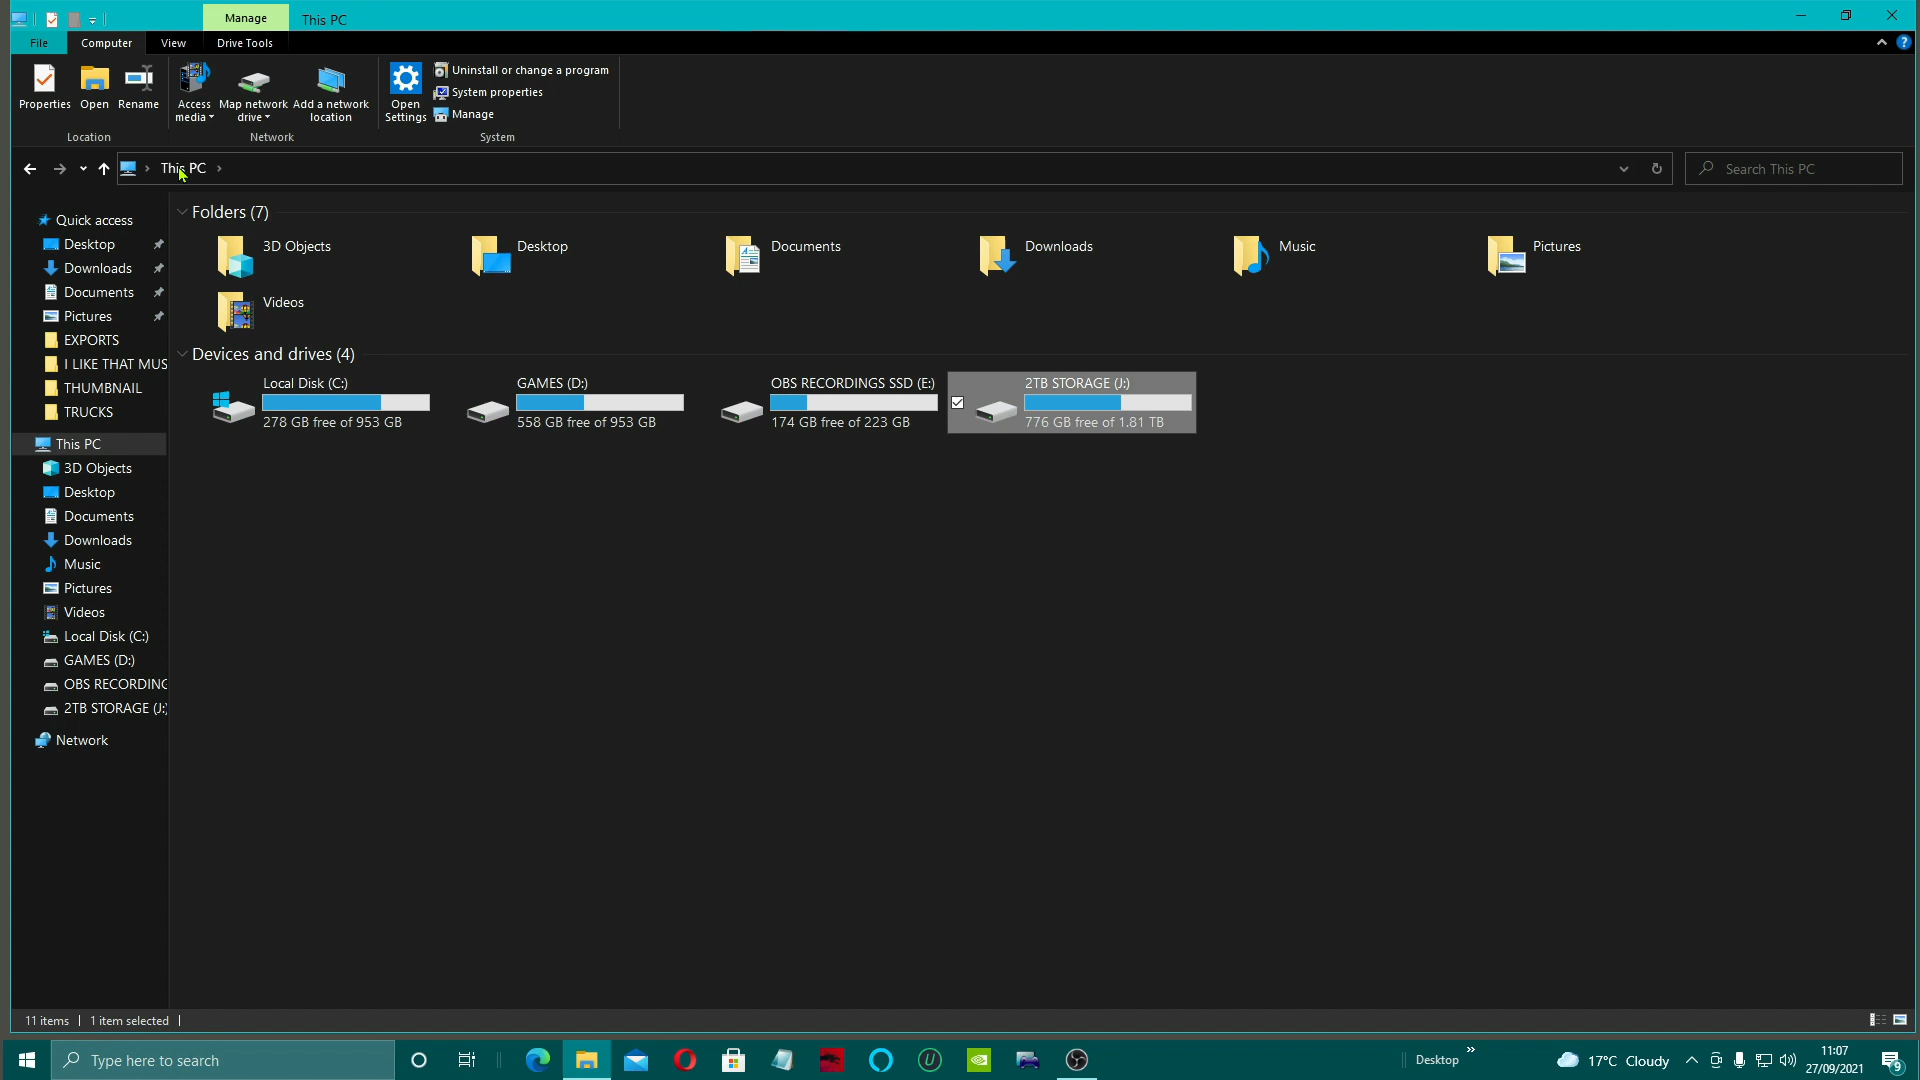 Manage
This PC
File
Computer
View
Drive Tools
Properties
Open
Rename
Access media
Map network drive
Add a network location
Open Settings
Uninstall or change a program
System properties
Manage
Location
Network
System
This PC
Search This PC
Quick access
Desktop
Downloads
Documents
Pictures
EXPORTS
I LIKE THAT MUS
THUMBNAIL
TRUCKS
This PC
3D Objects
Desktop
Documents
Downloads
Music
Pictures
Videos
Local Disk (C:)
GAMES (D:)
OBS RECORDING
2TB STORAGE (J:)
Network
Folders (7)
3D Objects
Desktop
Documents
Downloads
Music
Pictures
Videos
Devices and drives (4)
Local Disk (C:)
278 GB free of 953 GB
GAMES (D:)
558 GB free of 953 GB
OBS RECORDINGS SSD (E:)
174 GB free of 223 GB
2TB STORAGE (J:)
776 GB free of 1.81 TB
11 items
1 item selected
Type here to search
Desktop
17°C Cloudy
11:07
27/09/2021
9